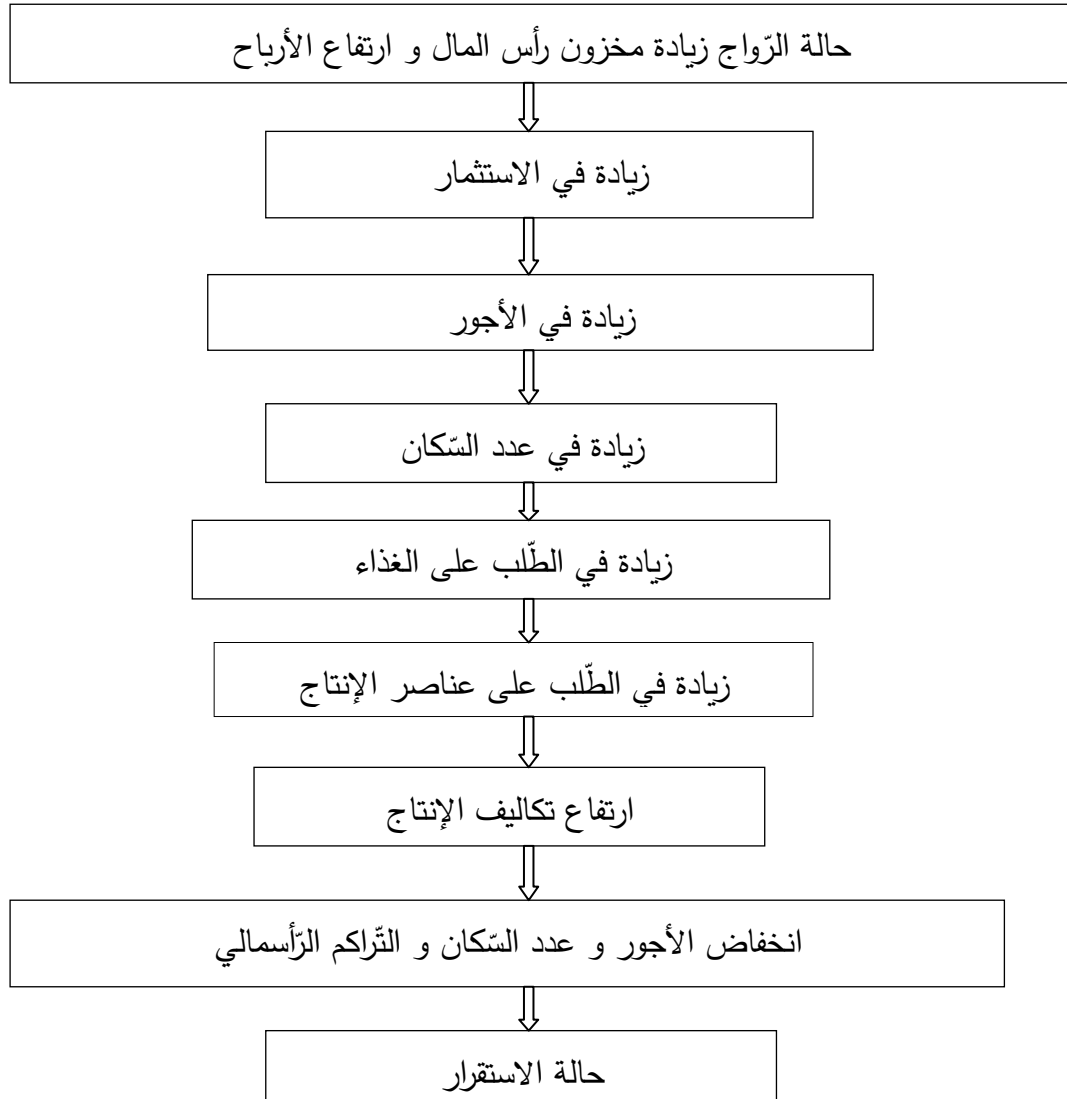 حالة الرّواج زيادة مخزون رأس المال و ارتفاع الأرباح
زيادة في الاستثمار
زيادة في الأجور
زيادة في عدد السّكان
زيادة في الطّلب على الغذاء
زيادة في الطّلب على عناصر الإنتاج
ارتفاع تكاليف الإنتاج
انخفاض الأجور و عدد السّكان و التّراكم الرّأسمالي
حالة الاستقرار